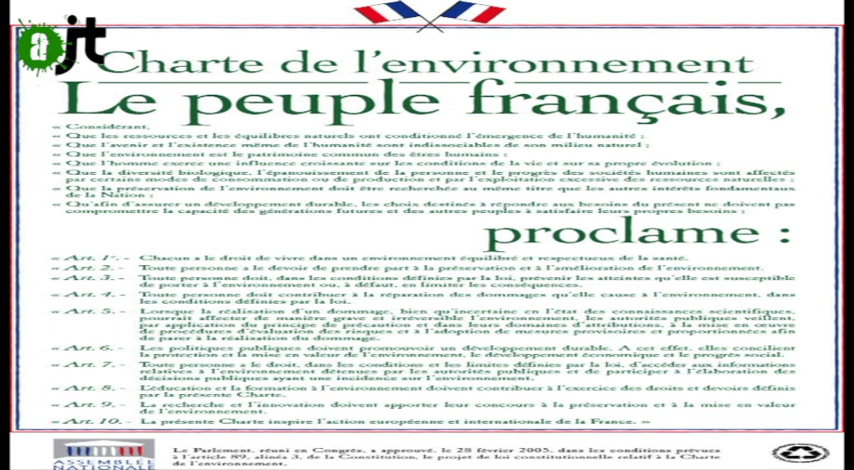 ajt
Charte de l'environnement
Le peuple français,
« Considérant,
« Que les ressources et les équilibres naturels ont conditionné l'émergence de l'humanité ;
« Que l'avenir et l'existence même de l'humanité sont indissociables de son milieu naturel ;
« Que l'environnement est le patrimoine commun des êtres humains ;
« Que l'homme exerce une influence croissante sur les conditions de la vie et sur sa propre évolution ;
« Que la diversité biologique, l'épanouissement de la personne et le progrès des sociétés humaines sont affectés
par certains modes de consommation ou de production et par l'exploitation excessive des ressources naturelles ;
« Que la préservation de l'environnement doit être recherchée au même titre que les autres intérêts fondamentaux
de la Nation ;
« Qu'afin d'assurer un développement durable, les choix destinés à répondre aux besoins du présent ne doivent pas
compromettre la capacité des générations futures et des autres peuples à satisfaire leurs propres besoins ;
proclame :
« Art. 1er. - Chacun a le droit de vivre dans un environnement équilibré et respectueux de la santé.
« Art. 2. - Toute personne a le devoir de prendre part à la préservation et à l'amélioration de l'environnement.
« Art. 3. - Toute personne doit, dans les conditions définies par la loi, prévenir les atteintes qu'elle est susceptible
de porter à l'environnement ou, à défaut, en limiter les conséquences.
« Art. 4. - Toute personne doit contribuer à la réparation des dommages qu'elle cause à l'environnement, dans
les conditions définies par la loi.
« Art. 5. - Lorsque la réalisation d'un dommage, bien qu'incertaine en l'état des connaissances scientifiques,
pourrait affecter de manière grave et irréversible l'environnement, les autorités publiques veillent,
par application du principe de précaution et dans leurs domaines d'attributions, à la mise en œuvre
de procédures d'évaluation des risques et à l'adoption de mesures provisoires et proportionnées afin
de parer à la réalisation du dommage.
« Art. 6. - Les politiques publiques doivent promouvoir un développement durable. A cet effet, elles concilient
la protection et la mise en valeur de l'environnement, le développement économique et le progrès social.
« Art. 7. - Toute personne a le droit, dans les conditions et les limites définies par la loi, d'accéder aux informations
relatives à l'environnement détenues par les autorités publiques et de participer à l'élaboration des
décisions publiques ayant une incidence sur l'environnement.
« Art. 8. - L'éducation et la formation à l'environnement doivent contribuer à l'exercice des droits et devoirs définis
par la présente Charte.
« Art. 9. - La recherche et l'innovation doivent apporter leur concours à la préservation et à la mise en valeur
de l'environnement.
« Art. 10. - La présente Charte inspire l'action européenne et internationale de la France. »
ASSEMBLÉE
NATIONALE
Le Parlement, réuni en Congrès, a approuvé, le 28 février 2005, dans les conditions prévues
à l'article 89, alinéa 3, de la Constitution, le projet de loi constitutionnelle relatif à la Charte
de l'environnement.